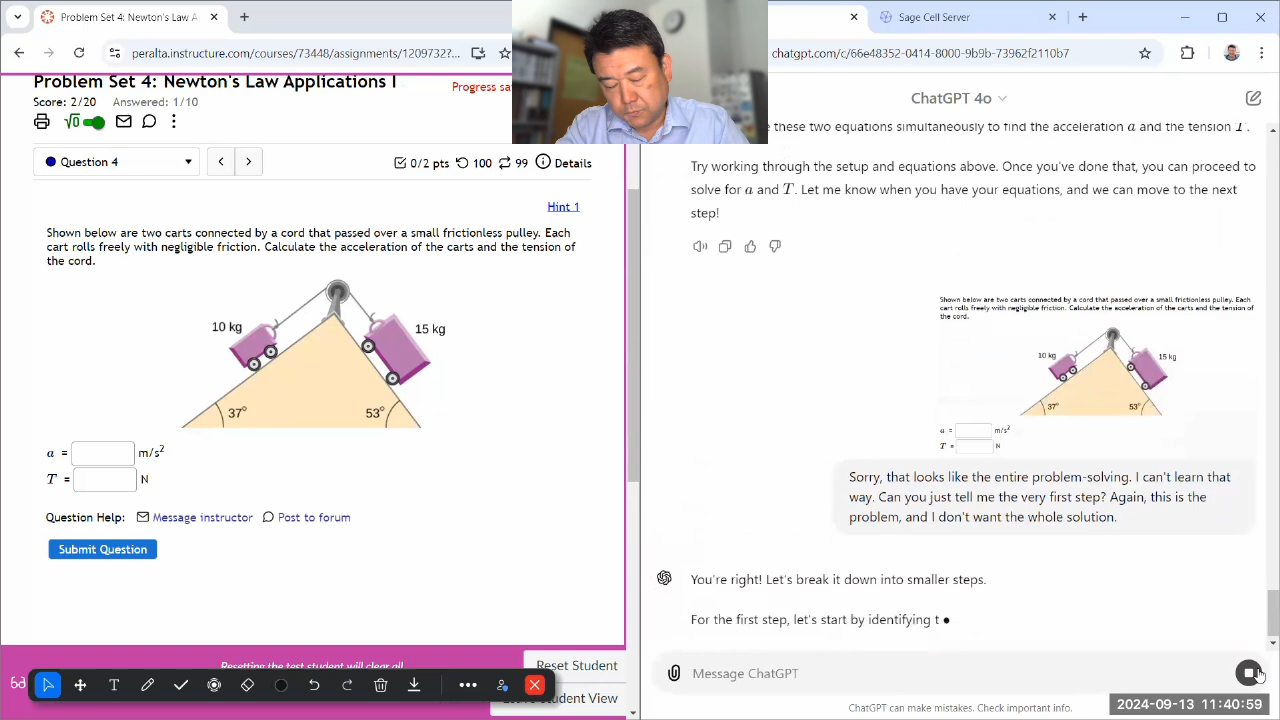 Problem Set 4: Newton's Law A
Cell Servers
peralta.instructure.com/courses/73448/assignments/12097327...
chatgpt.com/c/66e48352-0414-8000-9b9b-73962f2110b7
Problem Set 4: Newton's Law Applications I
Score: 2/20 Answered: 1/10
Progress sa
√0
Question 4
0/2 pts 100 99 Details
Hint 1
Shown below are two carts connected by a cord that passed over a small frictionless pulley. Each
cart rolls freely with negligible friction. Calculate the acceleration of the carts and the tension of
the cord.
10 kg
15 kg
37°
53°
a = m/s²
T = N
Question Help: Message instructor Post to forum
Submit Question
Resetting the test student will clear all
Reset Student
Leave Student View
ChatGPT 4o
these two equations simultaneously to find the acceleration a and the tension T.
Try working through the setup and equations above. Once you've done that, you can proceed to
solve for a and T. Let me know when you have your equations, and we can move to the next
step!
Shown below are two carts connected by a cord that passed over a small frictionless pulley. Each
cart rolls freely with negligible friction. Calculate the acceleration of the carts and the tension of
the cord.
10 kg
15 kg
37°
53°
a = m/s²
T = N
Sorry, that looks like the entire problem-solving. I can't learn that
way. Can you just tell me the very first step? Again, this is the
problem, and I don't want the whole solution.
You're right! Let's break it down into smaller steps.
For the first step, let's start by identifying t
Message ChatGPT
ChatGPT can make mistakes. Check important info.
2024-09-13 11:40:59